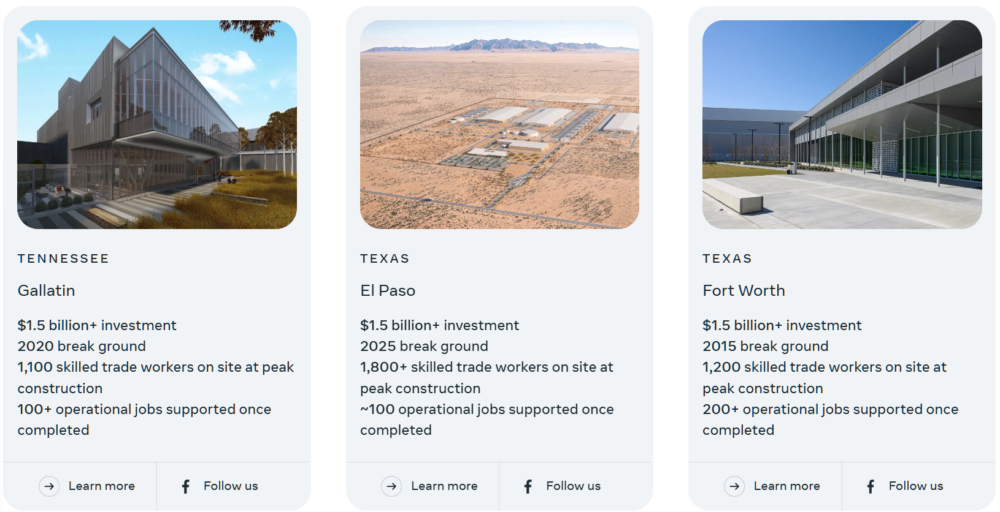 TENNESSEE
Gallatin
$1.5 billion+ investment
2020 break ground
1,100 skilled trade workers on site at peak
construction
100+ operational jobs supported once
completed
Learn more
Follow us
TEXAS
El Paso
$1.5 billion+ investment
2025 break ground
1,800+ skilled trade workers on site at
peak construction
~100 operational jobs supported once
completed
Learn more
Follow us
TEXAS
Fort Worth
$1.5 billion+ investment
2015 break ground
1,200 skilled trade workers on site at
peak construction
200+ operational jobs supported once
completed
Learn more
Follow us